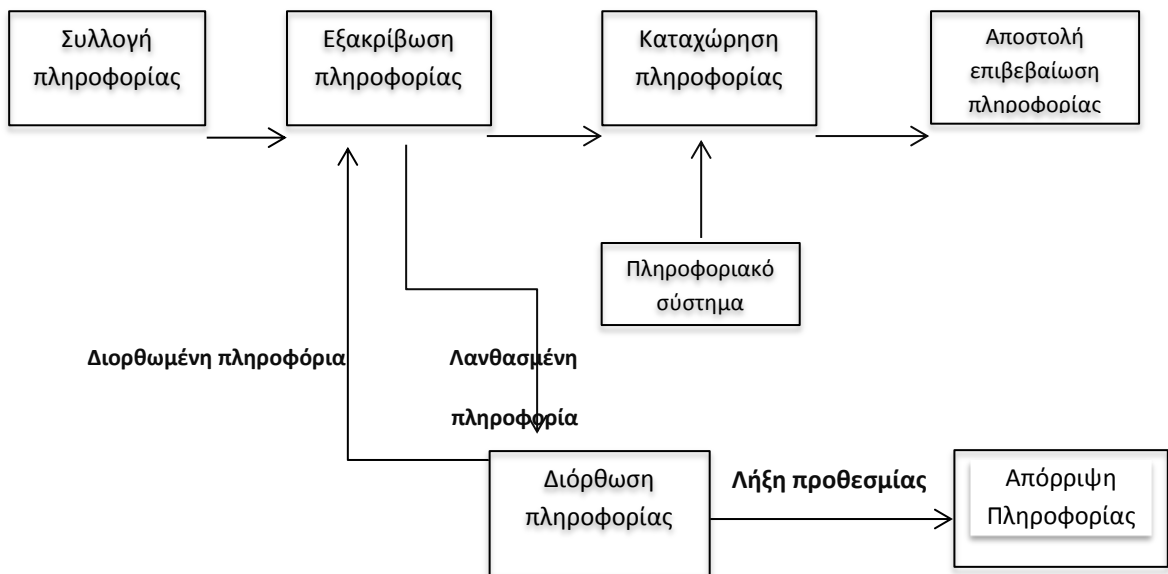 Συλλογή
πληροφορίας
Εξακρίβωση
πληροφορίας
Καταχώρηση
πληροφορίας
Αποστολή
επιβεβαίωση
πληροφορίας
Πληροφοριακό
σύστημα
Διορθωμένη πληροφόρια
Λανθασμένη
πληροφορία
Διόρθωση
πληροφορίας
Λήξη προθεσμίας
Απόρριψη
Πληροφορίας